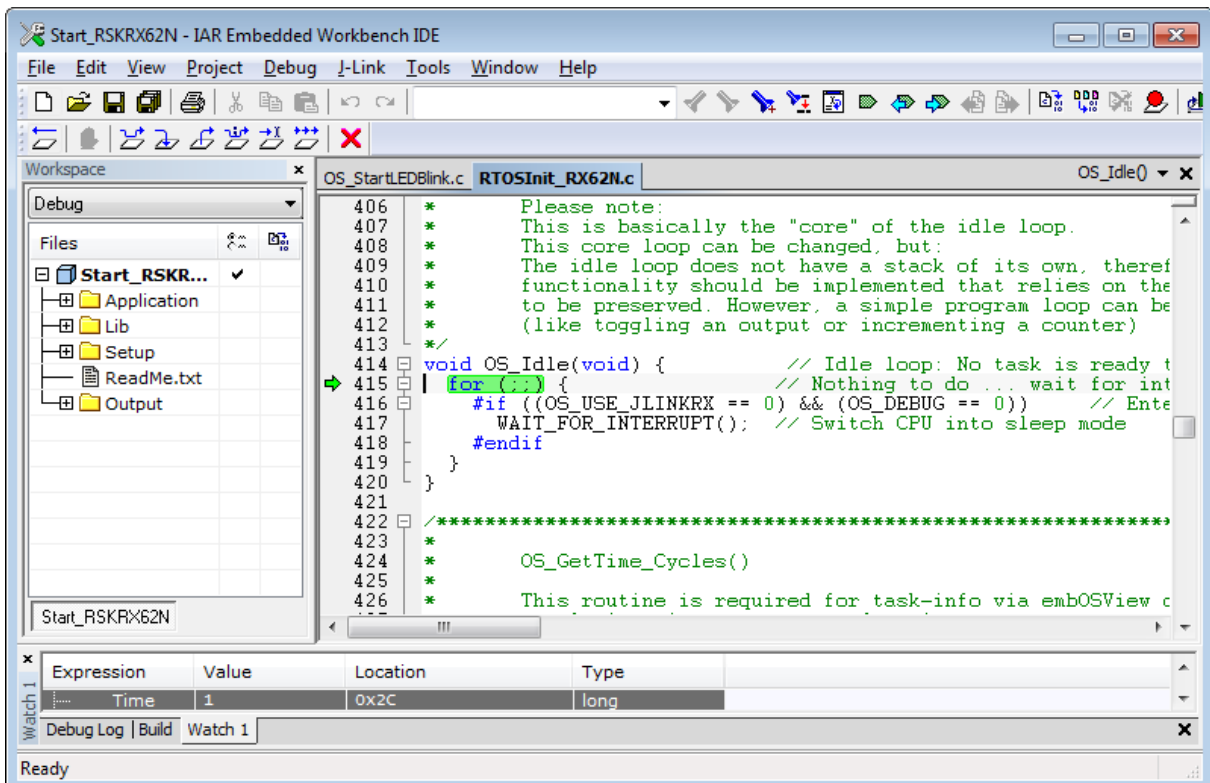 Start_RSKRX62N - IAR Embedded Workbench IDE
File Edit View Project Debug J-Link Tools Window Help
Workspace
OS_StartLEDBlink.c RTOSInit_RX62N.c OS_Idle()
Debug
Files
Start_RSKR...
Application
Lib
Setup
ReadMe.txt
Output
Start_RSKRX62N
406 * Please note:
407 * This is basically the "core" of the idle loop.
408 * This core loop can be changed, but:
409 * The idle loop does not have a stack of its own, theref
410 * functionality should be implemented that relies on the
411 * to be preserved. However, a simple program loop can be
412 * (like toggling an output or incrementing a counter)
413 */
414 void OS_Idle(void) { // Idle loop: No task is ready t
415 for (;;) { // Nothing to do ... wait for int
416 #if ((OS_USE_JLINKRX == 0) && (OS_DEBUG == 0)) // Ente
417 WAIT_FOR_INTERRUPT(); // Switch CPU into sleep mode
418 #endif
419 }
420 }
421
422 /*************************************************************
423 *
424 * OS_GetTime_Cycles()
425 *
426 * This routine is required for task-info via embOSView
Watch 1
Expression Value Location Type
Time 1 0x2C long
Debug Log Build Watch 1
Ready